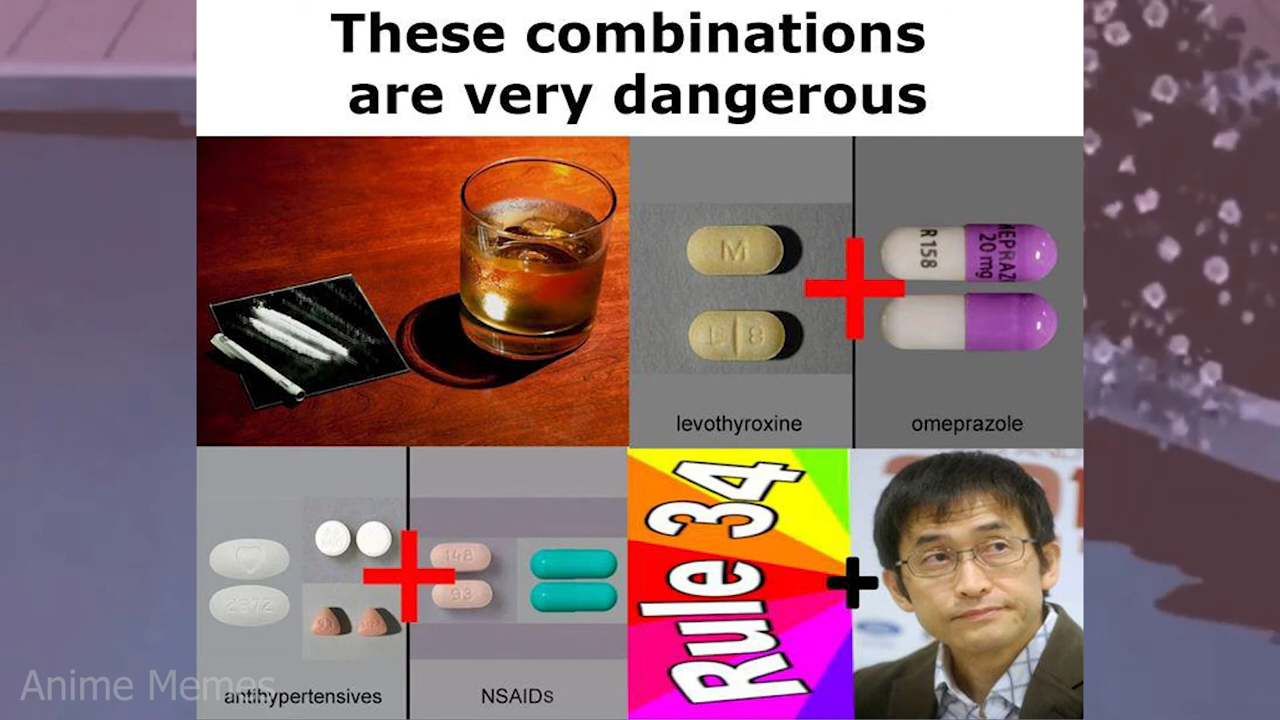 These combinations
are very dangerous
M
L 8
R158
MEPRAZ
20 mg
levothyroxine
omeprazole
2372
148
93
antihypertensives
NSAIDs
Rule 34
Anime Memes